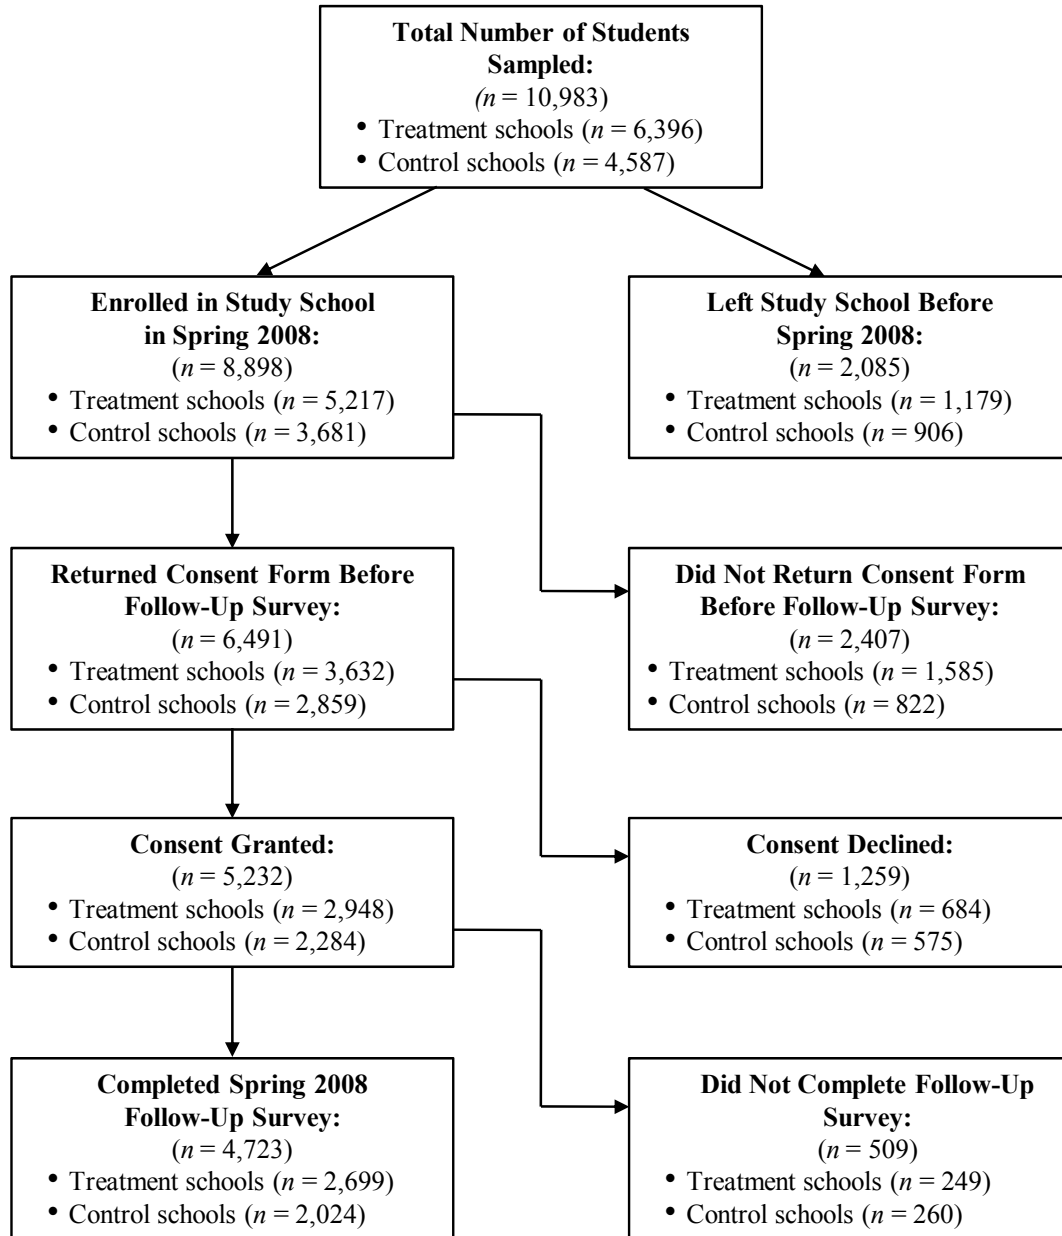 Total Number of Students
Sampled:
(n = 10,983)
• Treatment schools (n = 6,396)
• Control schools (n = 4,587)
Enrolled in Study School
in Spring 2008:
(n = 8,898)
• Treatment schools (n = 5,217)
• Control schools (n = 3,681)
Left Study School Before
Spring 2008:
(n = 2,085)
• Treatment schools (n = 1,179)
• Control schools (n = 906)
Returned Consent Form Before
Follow-Up Survey:
(n = 6,491)
• Treatment schools (n = 3,632)
• Control schools (n = 2,859)
Did Not Return Consent Form
Before Follow-Up Survey:
(n = 2,407)
• Treatment schools (n = 1,585)
• Control schools (n = 822)
Consent Granted:
(n = 5,232)
• Treatment schools (n = 2,948)
• Control schools (n = 2,284)
Consent Declined:
(n = 1,259)
• Treatment schools (n = 684)
• Control schools (n = 575)
Completed Spring 2008
Follow-Up Survey:
(n = 4,723)
• Treatment schools (n = 2,699)
• Control schools (n = 2,024)
Did Not Complete Follow-Up
Survey:
(n = 509)
• Treatment schools (n = 249)
• Control schools (n = 260)